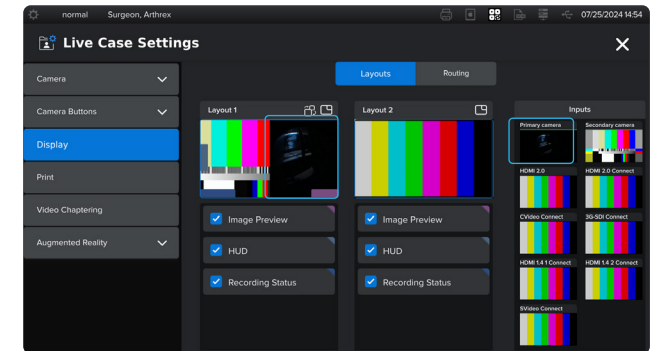 normal Surgeon, Arthrex 07/25/2024 14:54
Live Case Settings
Camera
Camera Buttons
Display
Print
Video Chaptering
Augmented Reality
Layouts Routing
Layout 1
Image Preview
HUD
Recording Status
Layout 2
Image Preview
HUD
Recording Status
Inputs
Primary camera Secondary camera
HDMI 2.0 HDMI 2.0 Connect
CVideo Connect 3G-SDI Connect
HDMI 1.4 1 Connect HDMI 1.4 2 Connect
SVideo Connect